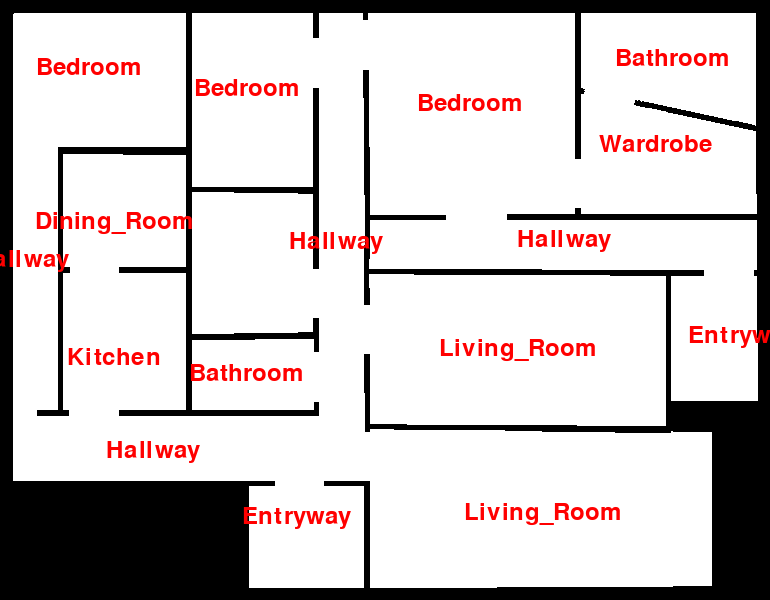 Bathroom
Bedroom
Bedroom
Bedroom
Wardrobe
Dining_Room
Hallway
Hallway
allway
Entryw
Living_Room
Kitchen
Bathroom
Hallway
Living_Room
Entryway